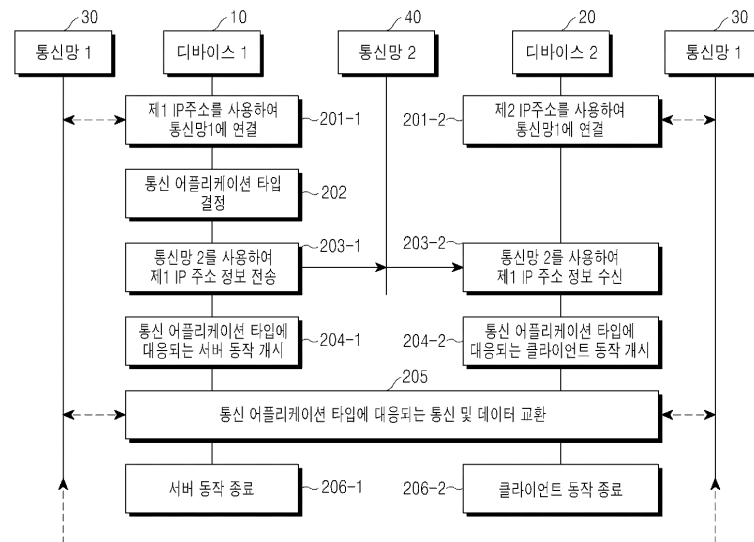 30
10
40
20
30
통신망 1
디바이스 1
통신망 2
디바이스 2
통신망 1
제1 IP주소를 사용하여
통신망1에 연결
201-1
201-2
제2 IP주소를 사용하여
통신망1에 연결
통신 어플리케이션 타입
결정
202
203-1
통신망 2를 사용하여
제1 IP 주소 정보 전송
203-2
통신망 2를 사용하여
제1 IP 주소 정보 수신
통신 어플리케이션 타입에
대응되는 서버 동작 개시
204-1
204-2
통신 어플리케이션 타입에
대응되는 클라이언트 동작 개시
205
통신 어플리케이션 타입에 대응되는 통신 및 데이터 교환
서버 동작 종료
206-1
206-2
클라이언트 동작 종료